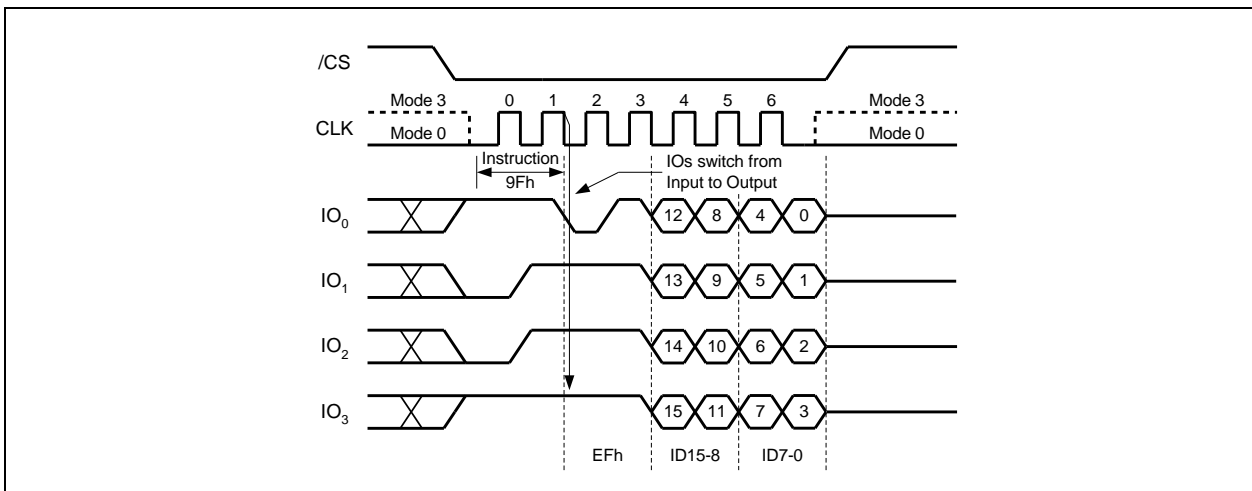 /CS
0 1 2 3 4 5 6
Mode 3 Mode 3
CLK
Mode 0 Mode 0
Instruction
9Fh
IOs switch from
Input to Output
IO0 12 8 4 0
IO1 13 9 5 1
IO2 14 10 6 2
IO3 15 11 7 3
EFh ID15-8 ID7-0